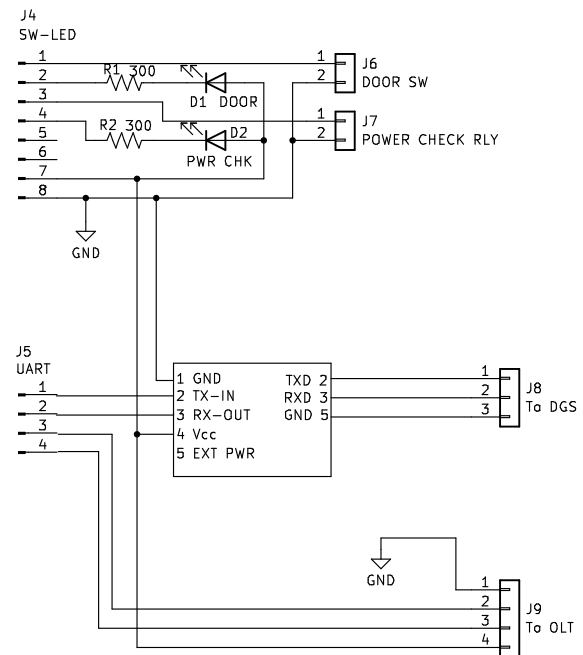 J4
SW-LED
1
2
3
4
5
6
7
8
R1 300
D1 DOOR
R2 300
D2
PWR CHK
GND
1
2
J6
DOOR SW
1
2
J7
POWER CHECK RLY
J5
UART
1
2
3
4
1 GND
2 TX-IN
3 RX-OUT
4 Vcc
5 EXT PWR
TXD 2
RXD 3
GND 5
1
2
3
J8
To DGS
GND
1
2
3
4
J9
To OLT